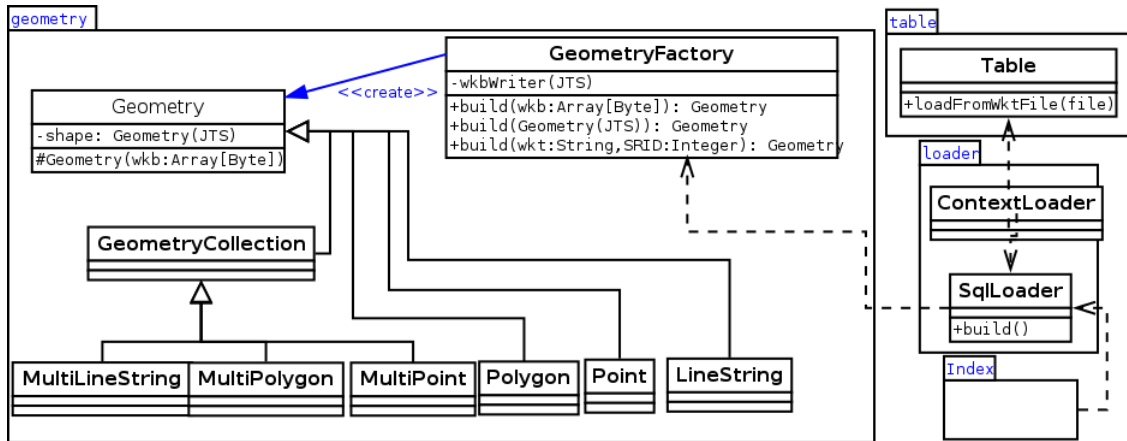 geometry
GeometryFactory
-wkbWriter(JTS)
+build(wkb:Array[Byte]): Geometry
+build(Geometry(JTS)): Geometry
+build(wkt:String,SRID:Integer): Geometry
<<create>>
Geometry
-shape: Geometry(JTS)
#Geometry(wkb:Array[Byte])
GeometryCollection
MultiLineString
MultiPolygon
MultiPoint
Polygon
Point
LineString
table
Table
+loadFromWktFile(file)
loader
ContextLoader
SqlLoader
+build()
Index